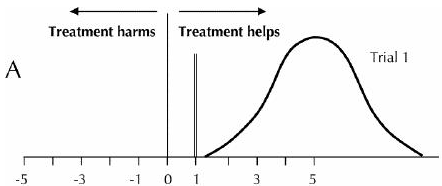 Treatment harms Treatment helps
Trial 1
A
-5 -3 -1 0 1 3 5